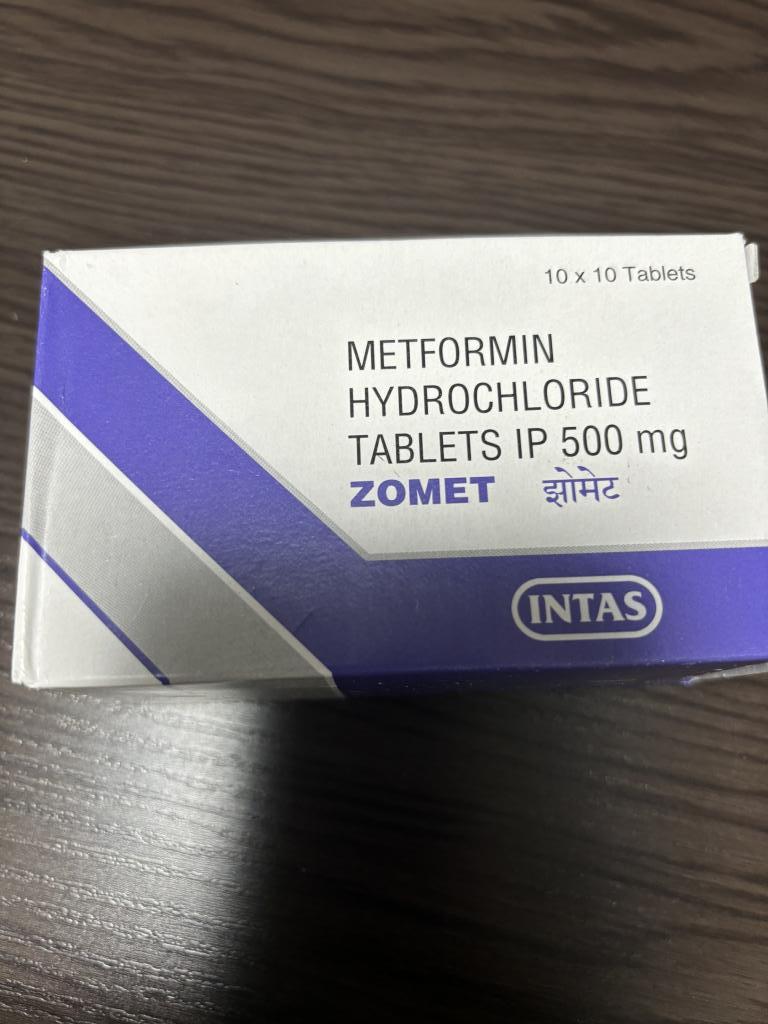 10 x 10 Tablets
METFORMIN
HYDROCHLORIDE
TABLETS IP 500 mg
ZOMET झोमेट
INTAS